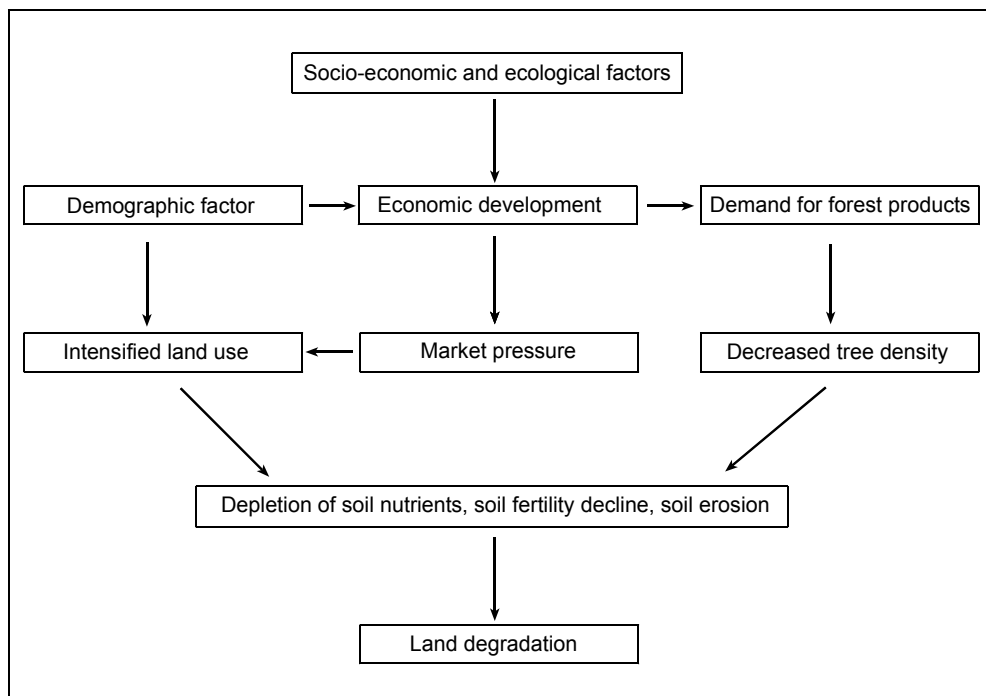 Socio-economic and ecological factors
Demographic factor
Economic development
Demand for forest products
Intensified land use
Market pressure
Decreased tree density
Depletion of soil nutrients, soil fertility decline, soil erosion
Land degradation